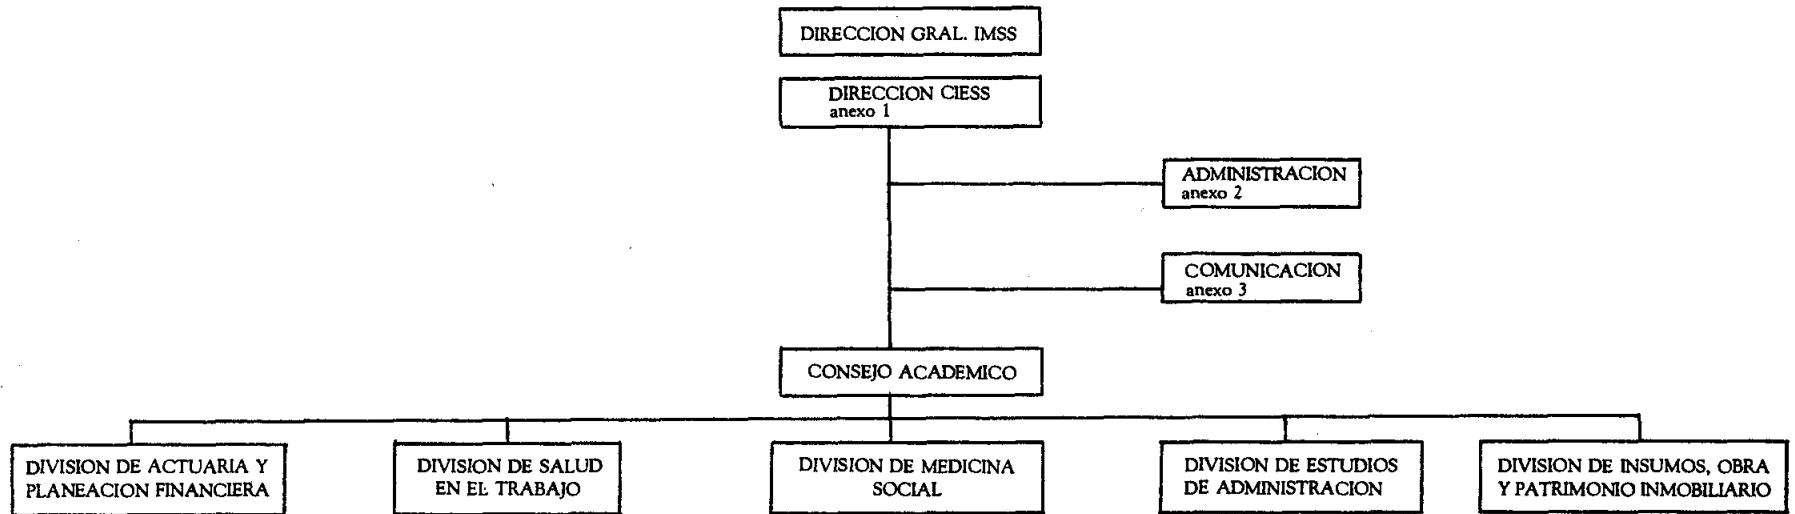 DIRECCION GRAL. IMSS
DIRECCION CIESS
anexo 1
ADMINISTRACION
anexo 2
COMUNICACION
anexo 3
CONSEJO ACADEMICO
DIVISION DE ACTUARIA Y
PLANEACION FINANCIERA
DIVISION DE SALUD
EN EL TRABAJO
DIVISION DE MEDICINA
SOCIAL
DIVISION DE ESTUDIOS
DE ADMINISTRACION
DIVISION DE INSUMOS, OBRA
Y PATRIMONIO INMOBILIARIO